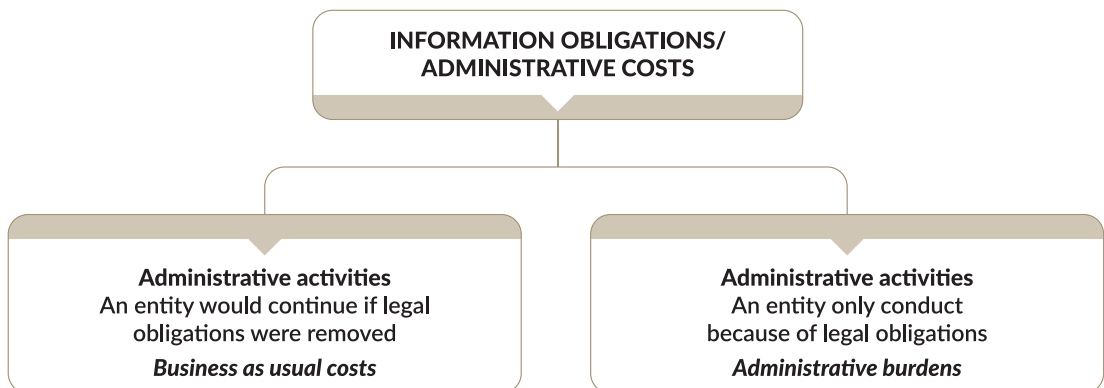 INFORMATION OBLIGATIONS/
ADMINISTRATIVE COSTS
Administrative activities
An entity would continue if legal
obligations were removed
Business as usual costs
Administrative activities
An entity only conduct
because of legal obligations
Administrative burdens